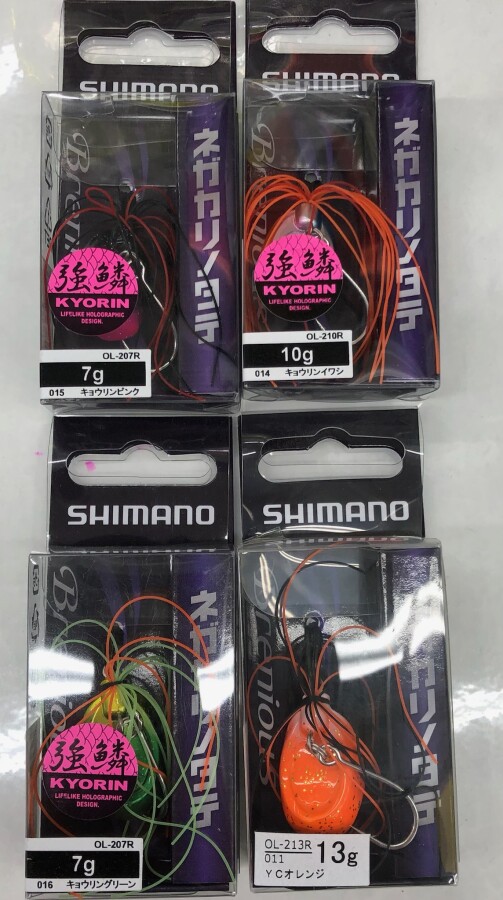 SHIMANO
ネガカリノタテ
Brenious
強鱗
KYORIN
LIFELIKE HOLOGRAPHIC
DESIGN.
OL-207R
7g
015 キョウリンピンク
SHIMANO
ネガカリノタテ
強鱗
KYORIN
LIFELIKE HOLOGRAPHIC
DESIGN.
OL-210R
10g
014 キョウリンイワシ
SHIMANO
ネガカリノタテ
Brenious
強鱗
KYORIN
LIFELIKE HOLOGRAPHIC
DESIGN.
OL-207R
7g
016 キョウリングリーン
SHIMANO
ガカリノタテ
Brenious
OL-213R
011
13g
YCオレンジ